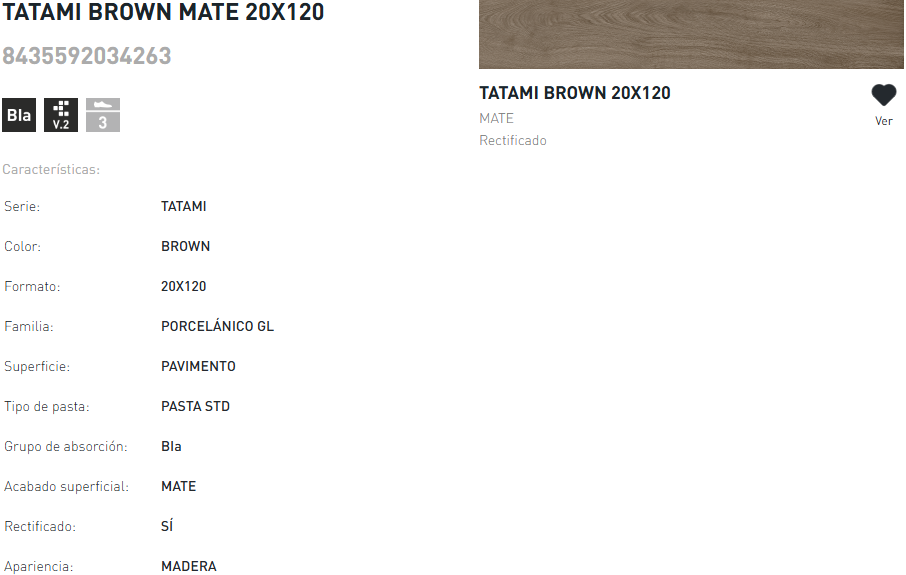 TATAMI BROWN MATE 20X120
8435592034263
BIa
V.2
3
Características:
Serie: TATAMI
Color: BROWN
Formato: 20X120
Familia: PORCELÁNICO GL
Superficie: PAVIMENTO
Tipo de pasta: PASTA STD
Grupo de absorción: BIa
Acabado superficial: MATE
Rectificado: SÍ
Apariencia: MADERA
TATAMI BROWN 20X120
MATE
Rectificado
Ver